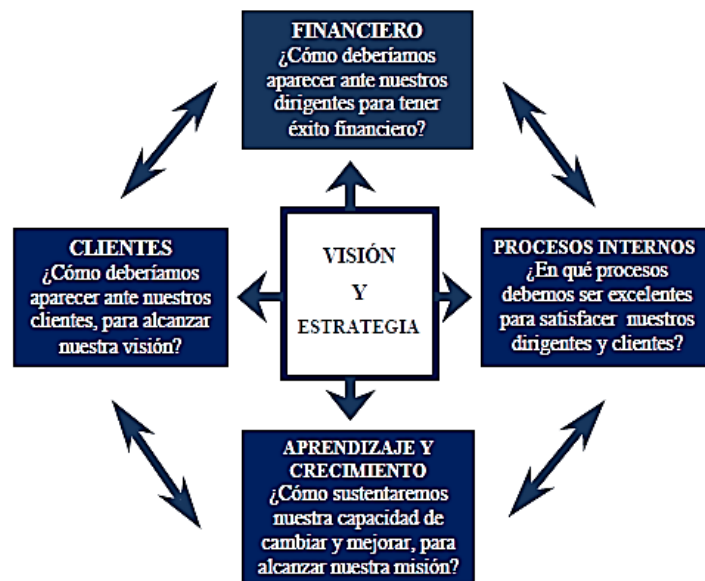 FINANCIERO
¿Cómo deberíamos
aparecer ante nuestros
dirigentes para tener
éxito financiero?
CLIENTES
¿Cómo deberíamos
aparecer ante nuestros
clientes, para alcanzar
nuestra visión?
VISIÓN
Y
ESTRATEGIA
PROCESOS INTERNOS
¿En qué procesos
debemos ser excelentes
para satisfacer nuestros
dirigentes y clientes?
APRENDIZAJE Y
CRECIMIENTO
¿Cómo sustentaremos
nuestra capacidad de
cambiar y mejorar, para
alcanzar nuestra misión?